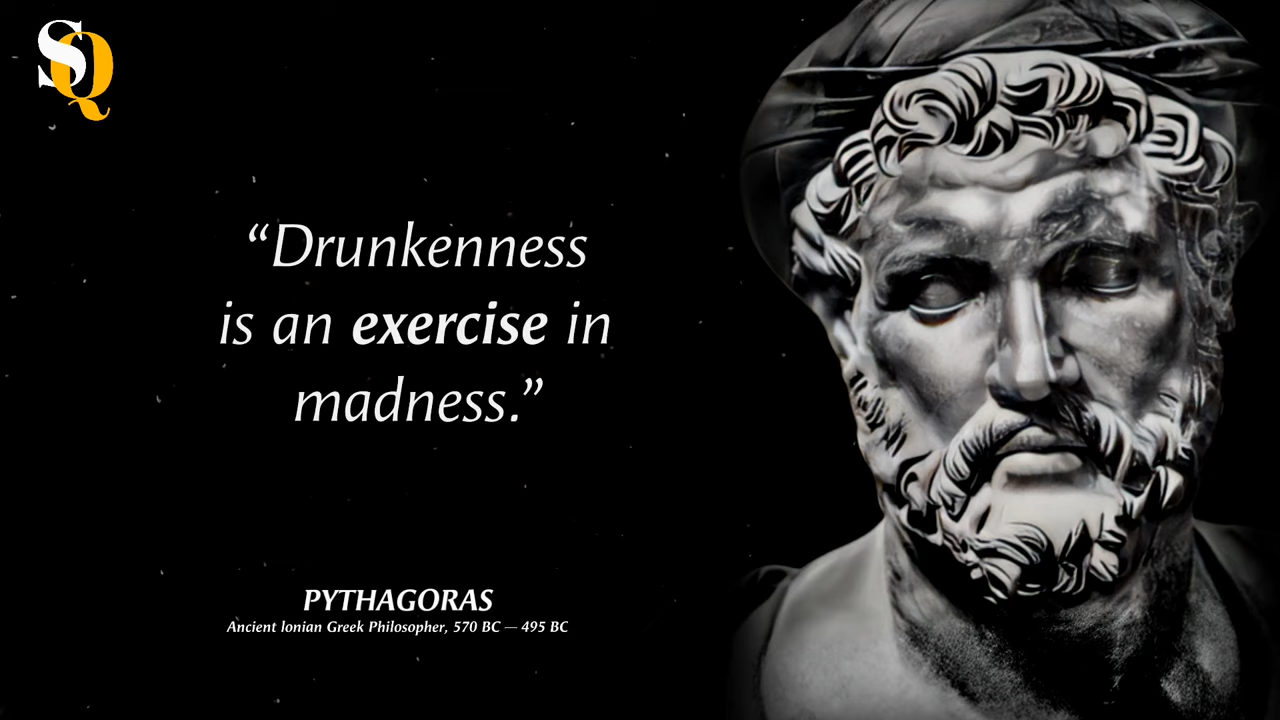 SQ
“Drunkenness
is an exercise in
madness.”
PYTHAGORAS
Ancient Ionian Greek Philosopher, 570 BC — 495 BC